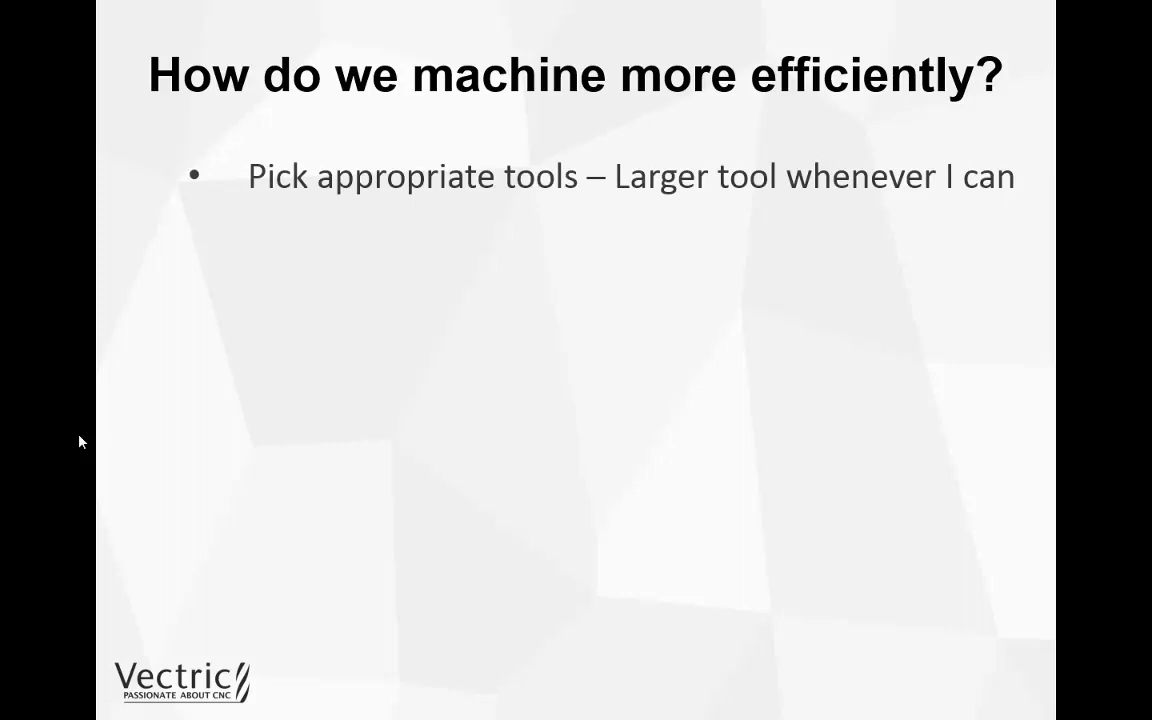 How do we machine more efficiently?
• Pick appropriate tools – Larger tool whenever I can
Vectric
PASSIONATE ABOUT CNC